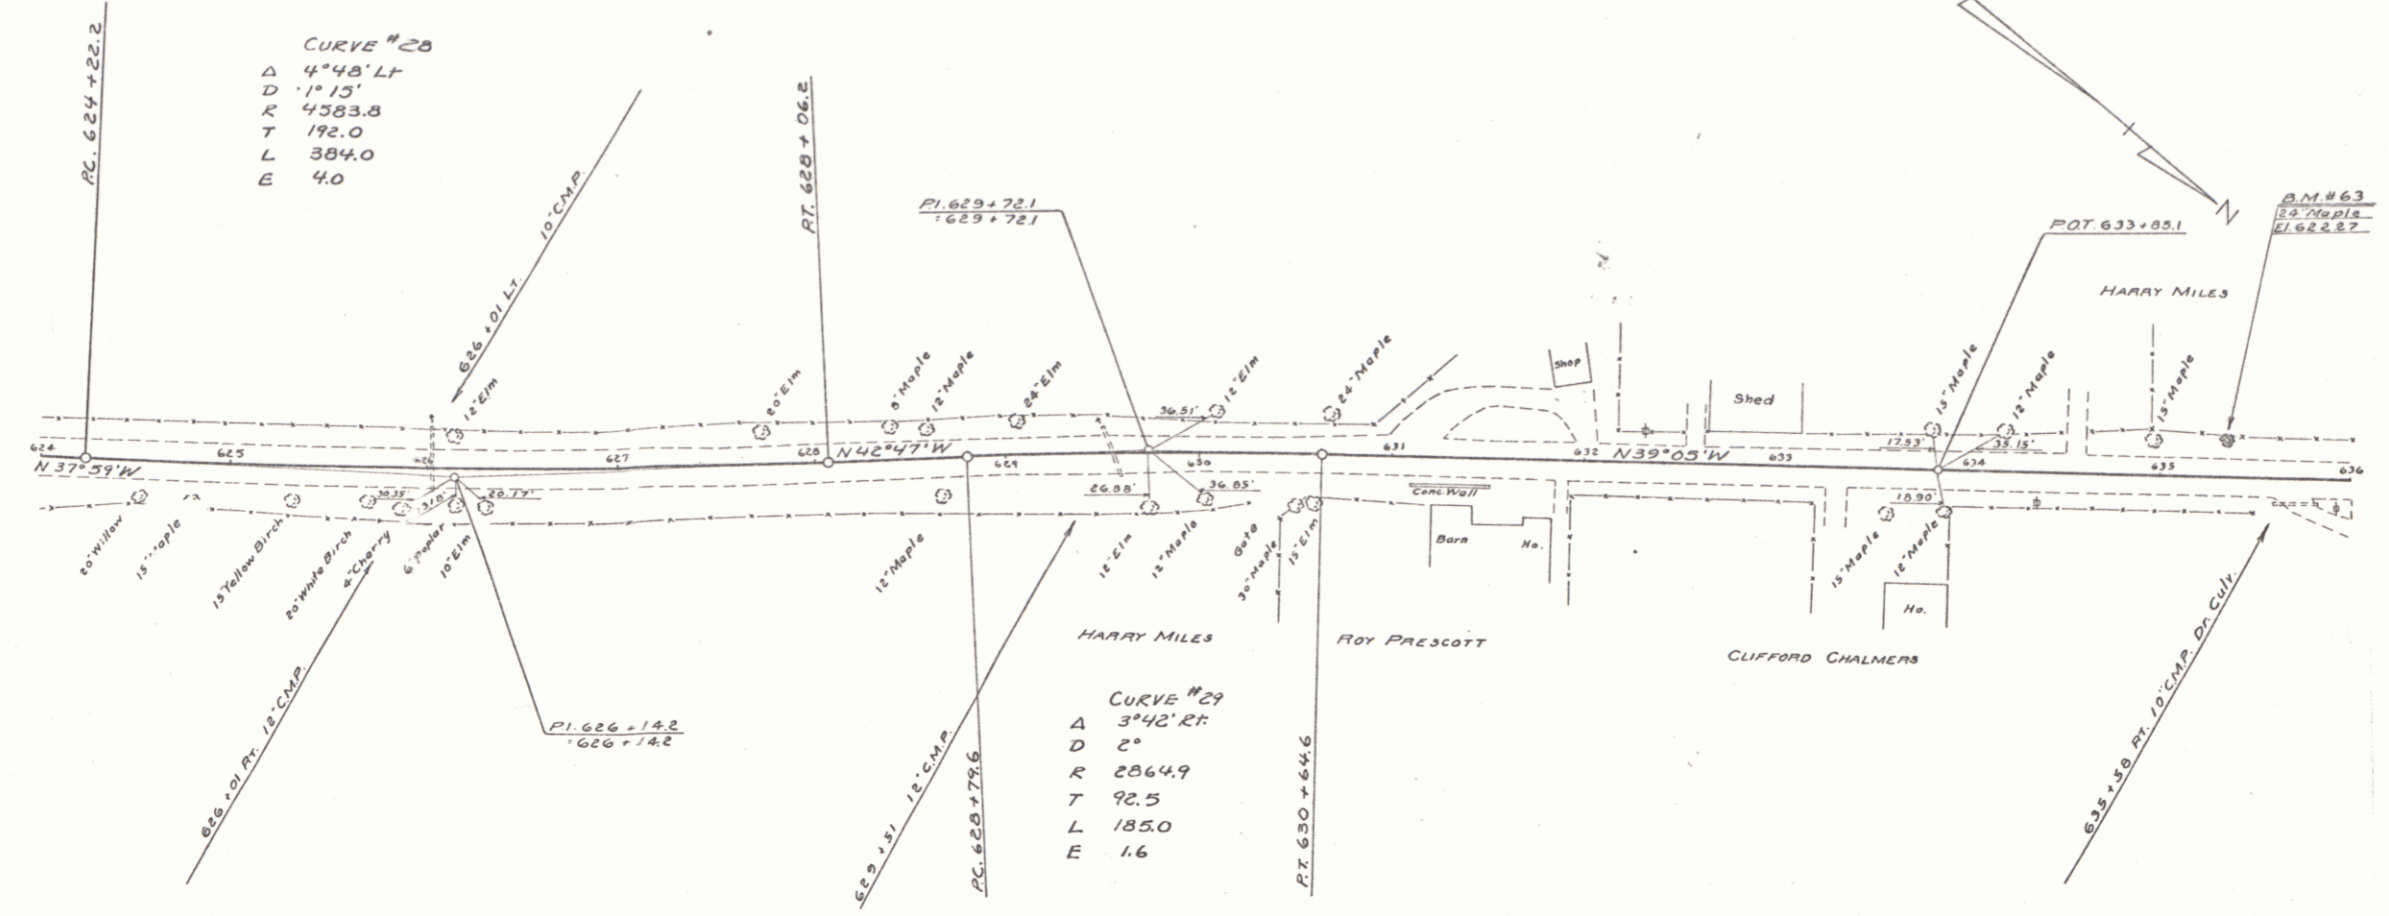 P.C. 624+22.2
CURVE #28
Δ 4°48' Lt
D 1°15'
R 4583.8
T 192.0
L 384.0
E 4.0
626+01 LT. 10" C.M.P.
P.T. 628+06.2
P.I. 629+72.1
=629+72.1
P.O.T. 633+85.1
N
B.M. #63
24" Maple
El. 622.27
HARRY MILES
12" Elm
20" Elm
8" Maple
12" Maple
24" Elm
12" Elm
24" Maple
Shop
Shed
15" Maple
12" Maple
15" Maple
36.51'
17.93'
35.15'
624
625
+26
627
628
629
630
631
632
633
634
635
636
N 37°59' W
N 42°47' W
N 39°05' W
30.35'
20.17'
26.88'
36.85'
18.90'
Conc. Wall
Barn
Ho.
Ho.
20" Willow
15" Yellow Birch
20" White Birch
4" Cherry
6" Poplar
10" Elm
12" Maple
12" Elm
12" Maple
Gate
30" Maple
15" Elm
15" Maple
12" Maple
HARRY MILES
ROY PRESCOTT
CLIFFORD CHALMERS
626+01 RT. 12" C.M.P.
P.I. 626+14.2
=626+14.2
629+51 12" C.M.P.
P.C. 628+79.6
CURVE #29
Δ 3°42' Rt.
D 2°
R 2864.9
T 92.5
L 185.0
E 1.6
P.T. 630+64.6
635+58 RT. 10" C.M.P. Dr. Culv.